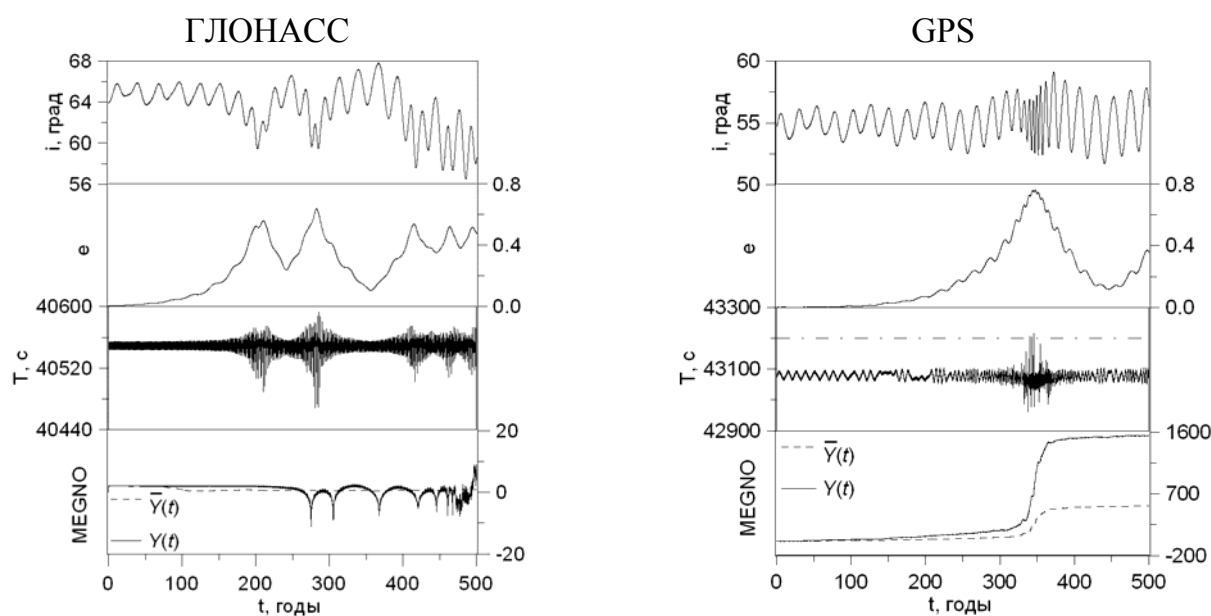 ГЛОНАСС
68
64
60
56
i, град
0.8
0.4
0.0
e
40600
40520
40440
T, с
20
0
-20
MEGNO
Y̅(t)
Y(t)
0 100 200 300 400 500
t, годы
GPS
60
55
50
i, град
0.8
0.4
0.0
e
43300
43100
42900
T, с
1600
700
-200
MEGNO
Y̅(t)
Y(t)
0 100 200 300 400 500
t, годы